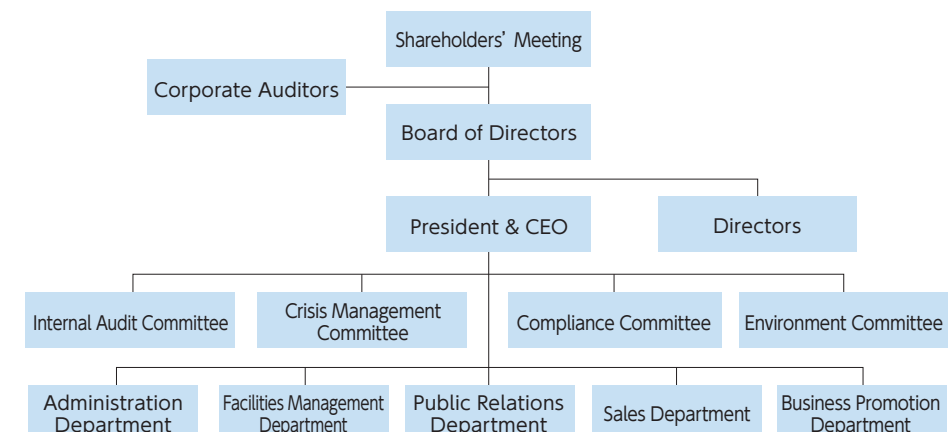 Shareholders’ Meeting
Corporate Auditors
Board of Directors
President & CEO
Directors
Internal Audit Committee
Crisis Management
Committee
Compliance Committee
Environment Committee
Administration
Department
Facilities Management
Department
Public Relations
Department
Sales Department
Business Promotion
Department